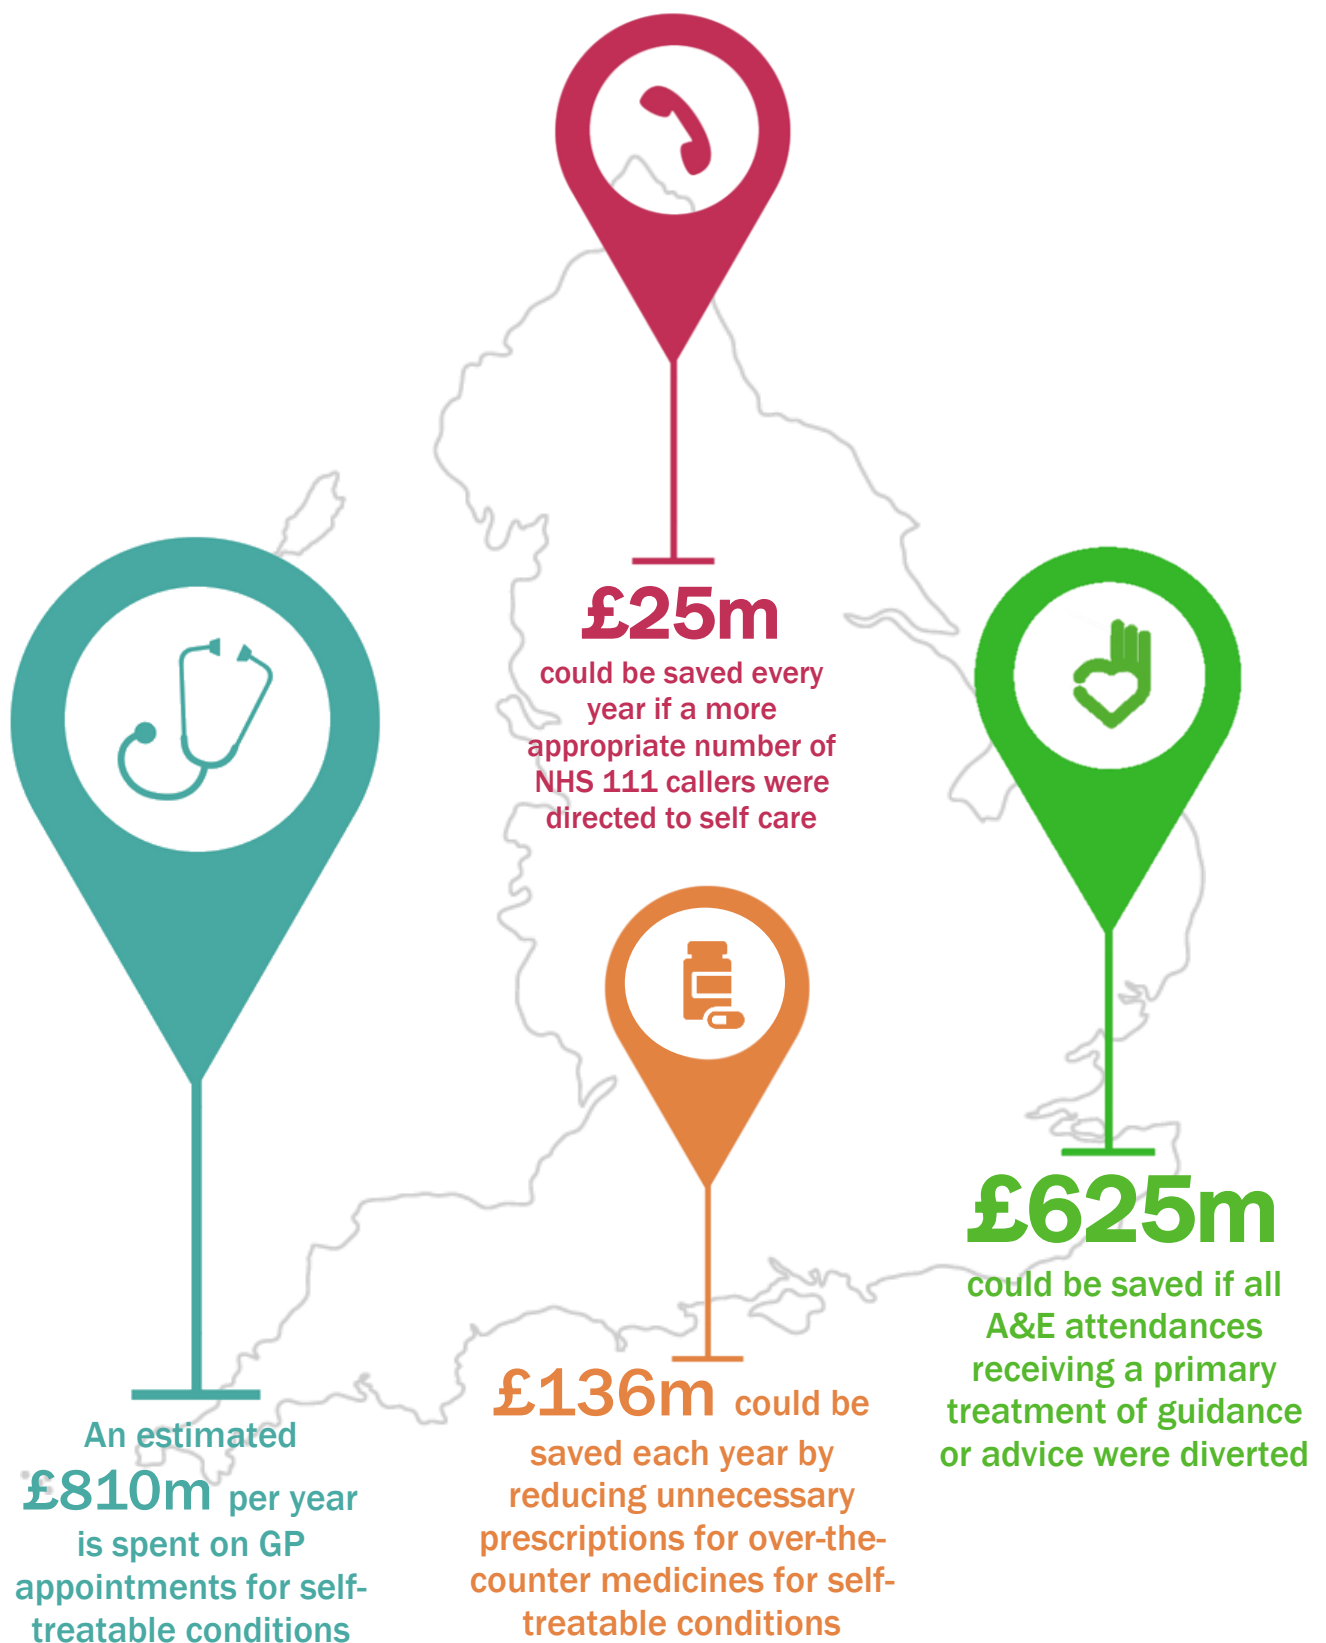 £25m
could be saved every
year if a more
appropriate number of
NHS 111 callers were
directed to self care
£625m
could be saved if all
A&E attendances
receiving a primary
treatment of guidance
or advice were diverted
An estimated
£810m per year
is spent on GP
appointments for self-
treatable conditions
£136m could be
saved each year by
reducing unnecessary
prescriptions for over-the-
counter medicines for self-
treatable conditions